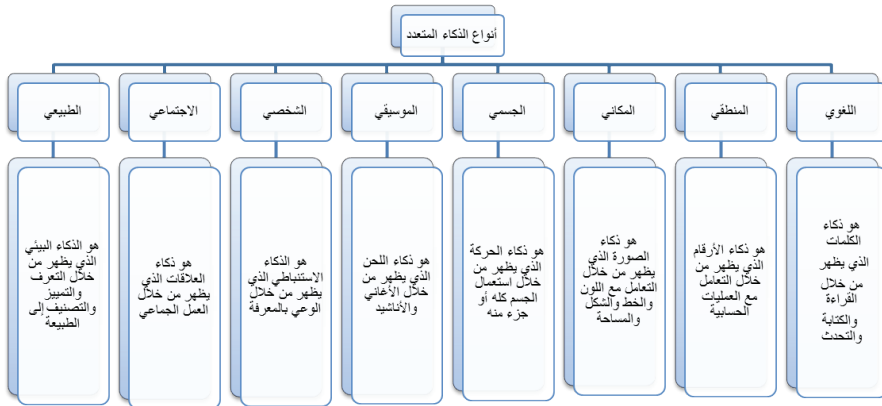 أنواع الذكاء المتعدد
اللغوي
المنطقي
المكاني
الجسمي
الموسيقي
الشخصي
الاجتماعي
الطبيعي
هو ذكاء
الكلمات
الذي يظهر
من خلال
القراءة
والكتابة
والتحدث
هو ذكاء الأرقام
الذي يظهر من
خلال التعامل
مع العمليات
الحسابية
هو ذكاء
الصورة الذي
يظهر من خلال
التعامل مع اللون
والخط والشكل
والمساحة
هو ذكاء الحركة
الذي يظهر من
خلال استعمال
الجسم كله أو
جزء منه
هو ذكاء اللحن
الذي يظهر من
خلال الأغاني
والأناشيد
هو الذكاء
الاستنباطي الذي
يظهر من خلال
الوعي بالمعرفة
هو ذكاء
العلاقات الذي
يظهر من خلال
العمل الجماعي
هو الذكاء البيئي
الذي يظهر من
خلال التعرف
والتمييز
والتصنيف إلى
الطبيعة